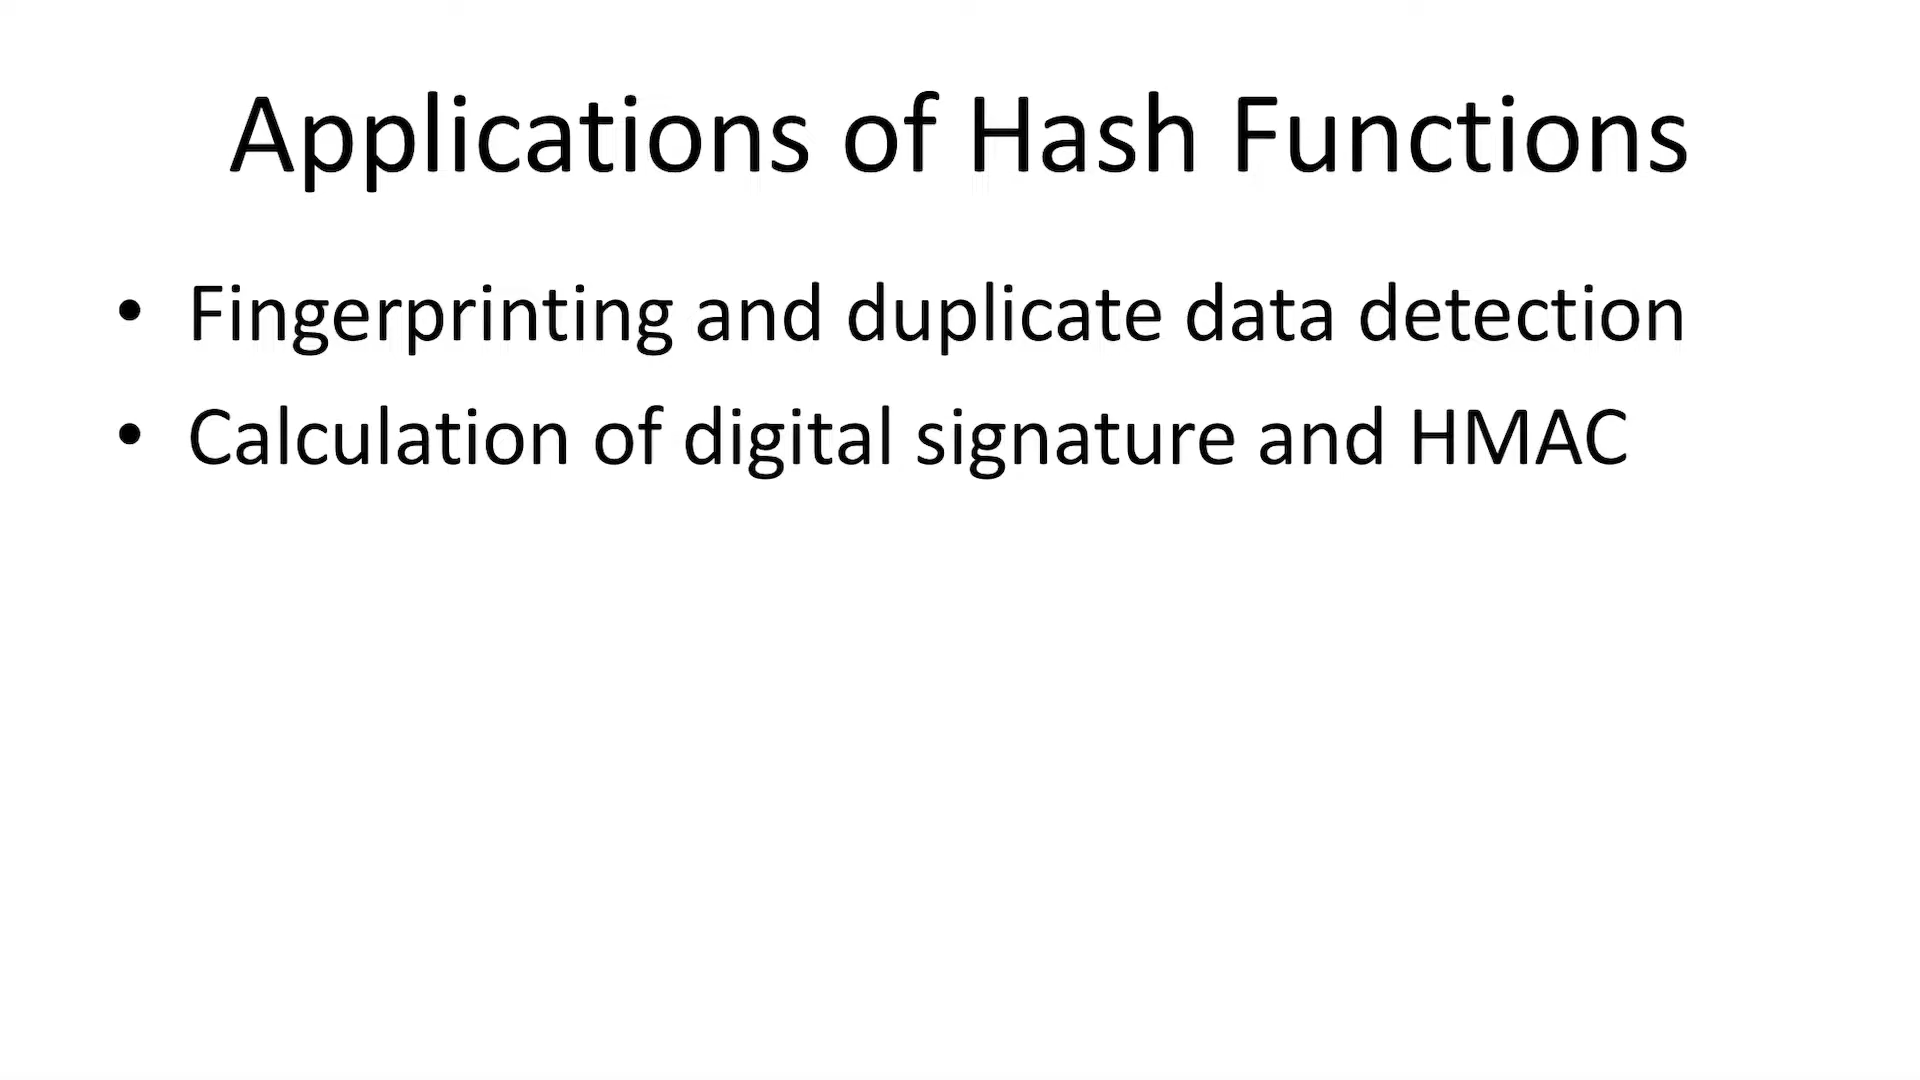 Applications of Hash Functions
• Fingerprinting and duplicate data detection
• Calculation of digital signature and HMAC